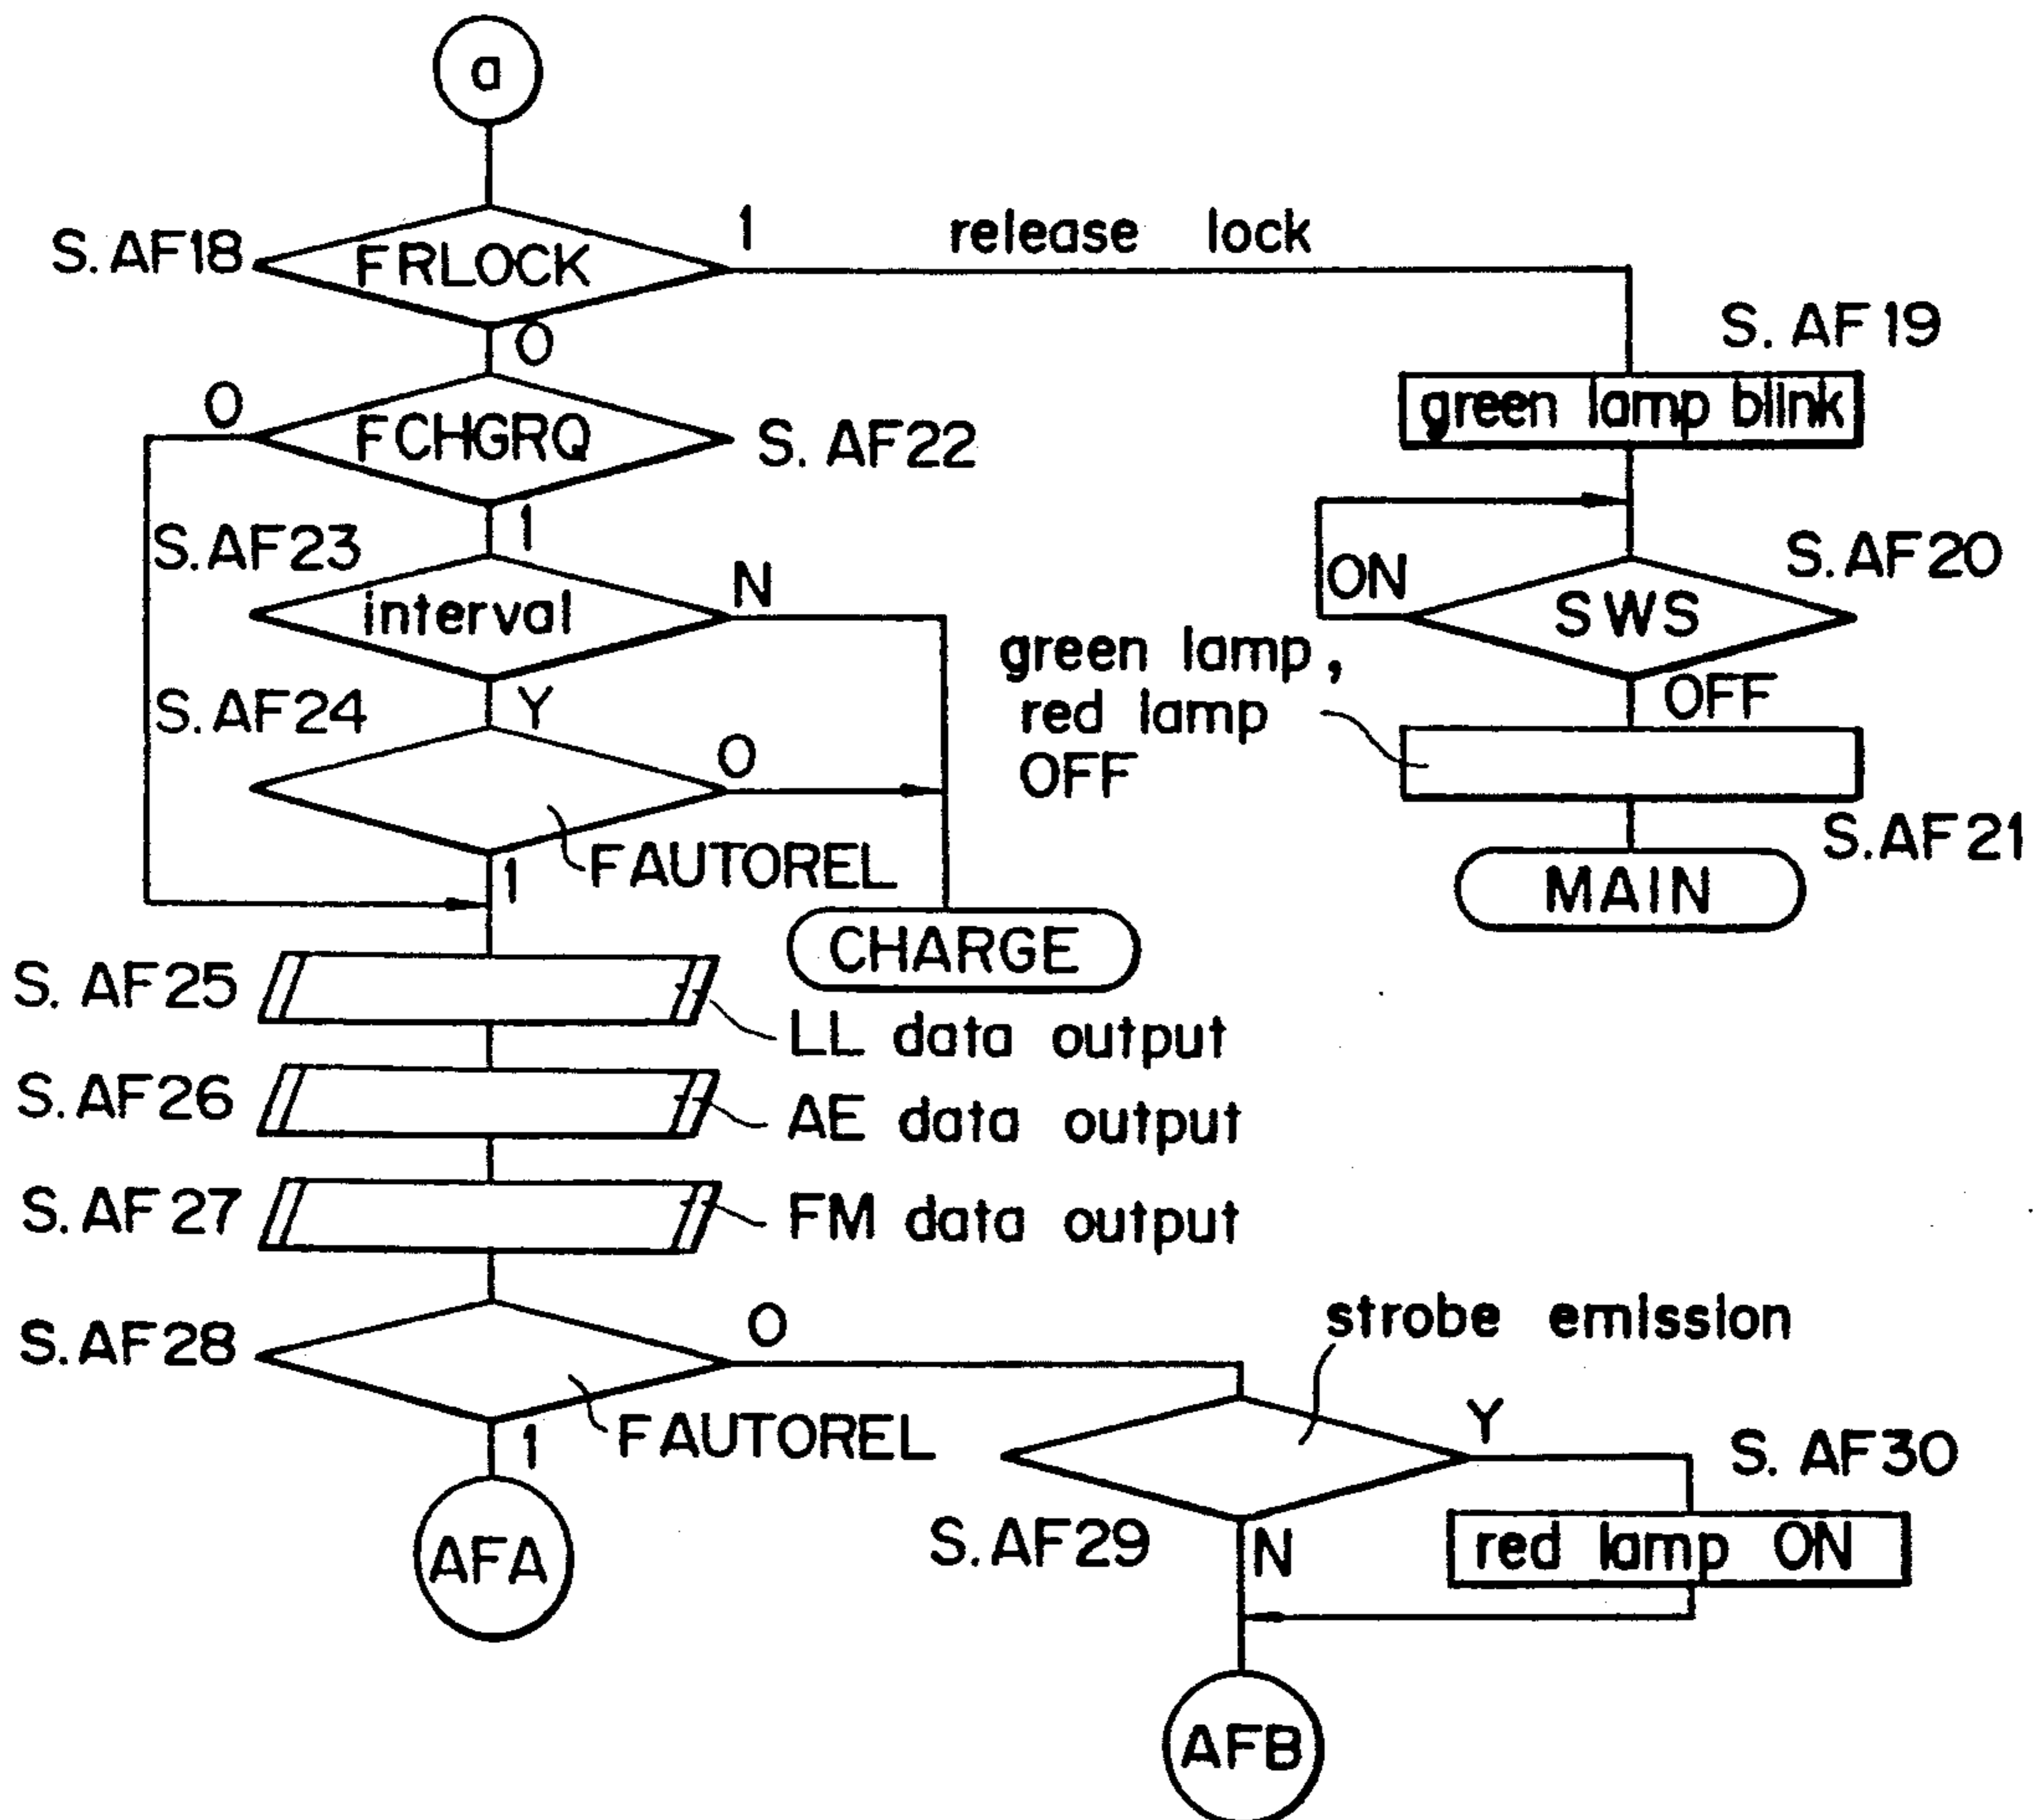 a
S. AF18
FRLOCK
1
release lock
0
S. AF19
green lamp blink
0
FCHGRQ
S. AF22
1
S.AF23
interval
N
ON
SWS
S.AF20
OFF
green lamp,
red lamp
OFF
S.AF21
MAIN
S.AF24
Y
0
FAUTOREL
1
CHARGE
S. AF25
LL data output
S.AF26
AE data output
S.AF27
FM data output
S.AF28
0
FAUTOREL
1
AFA
strobe emission
Y
S. AF30
S.AF29
N
red lamp ON
AFB